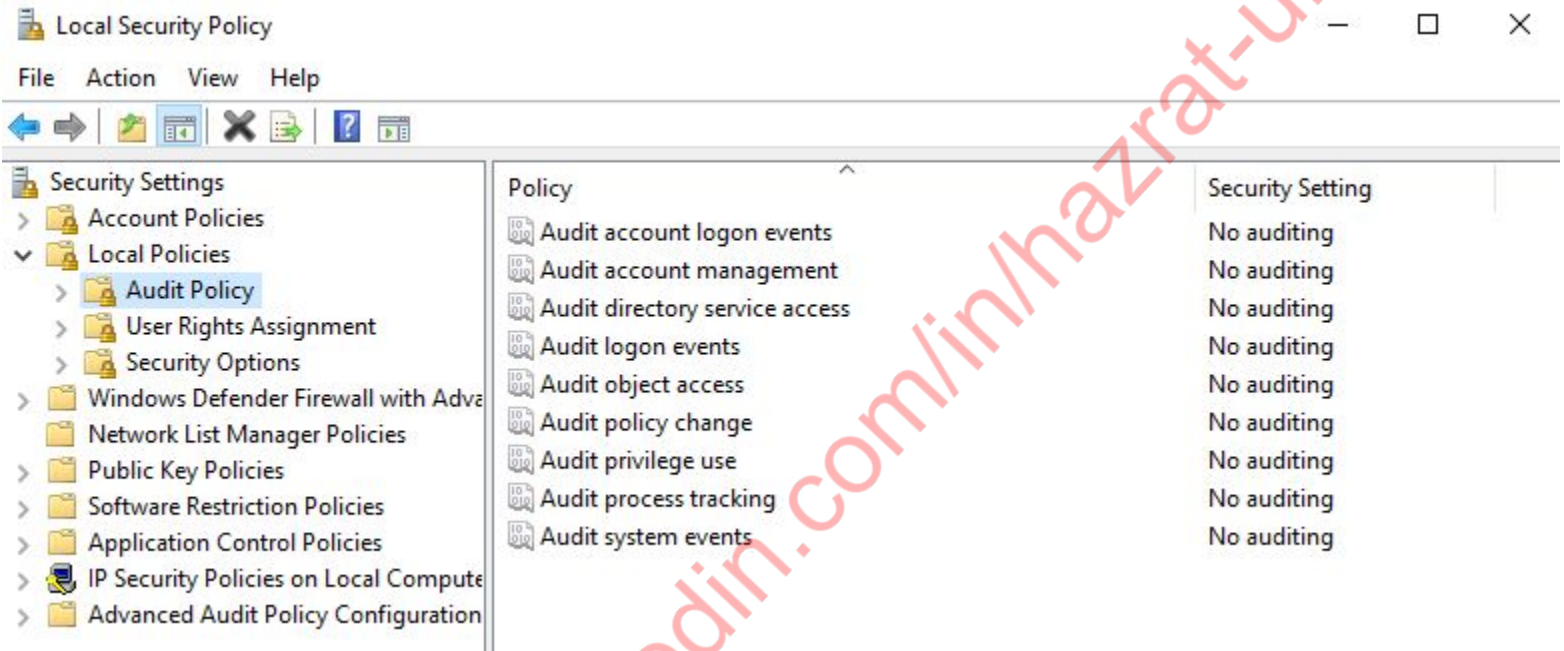 Local Security Policy
File Action View Help
Security Settings
Account Policies
Local Policies
Audit Policy
User Rights Assignment
Security Options
Windows Defender Firewall with Adva
Network List Manager Policies
Public Key Policies
Software Restriction Policies
Application Control Policies
IP Security Policies on Local Compute
Advanced Audit Policy Configuration
Policy Security Setting
Audit account logon events No auditing
Audit account management No auditing
Audit directory service access No auditing
Audit logon events No auditing
Audit object access No auditing
Audit policy change No auditing
Audit privilege use No auditing
Audit process tracking No auditing
Audit system events No auditing
edin.com/in/hazrat-u